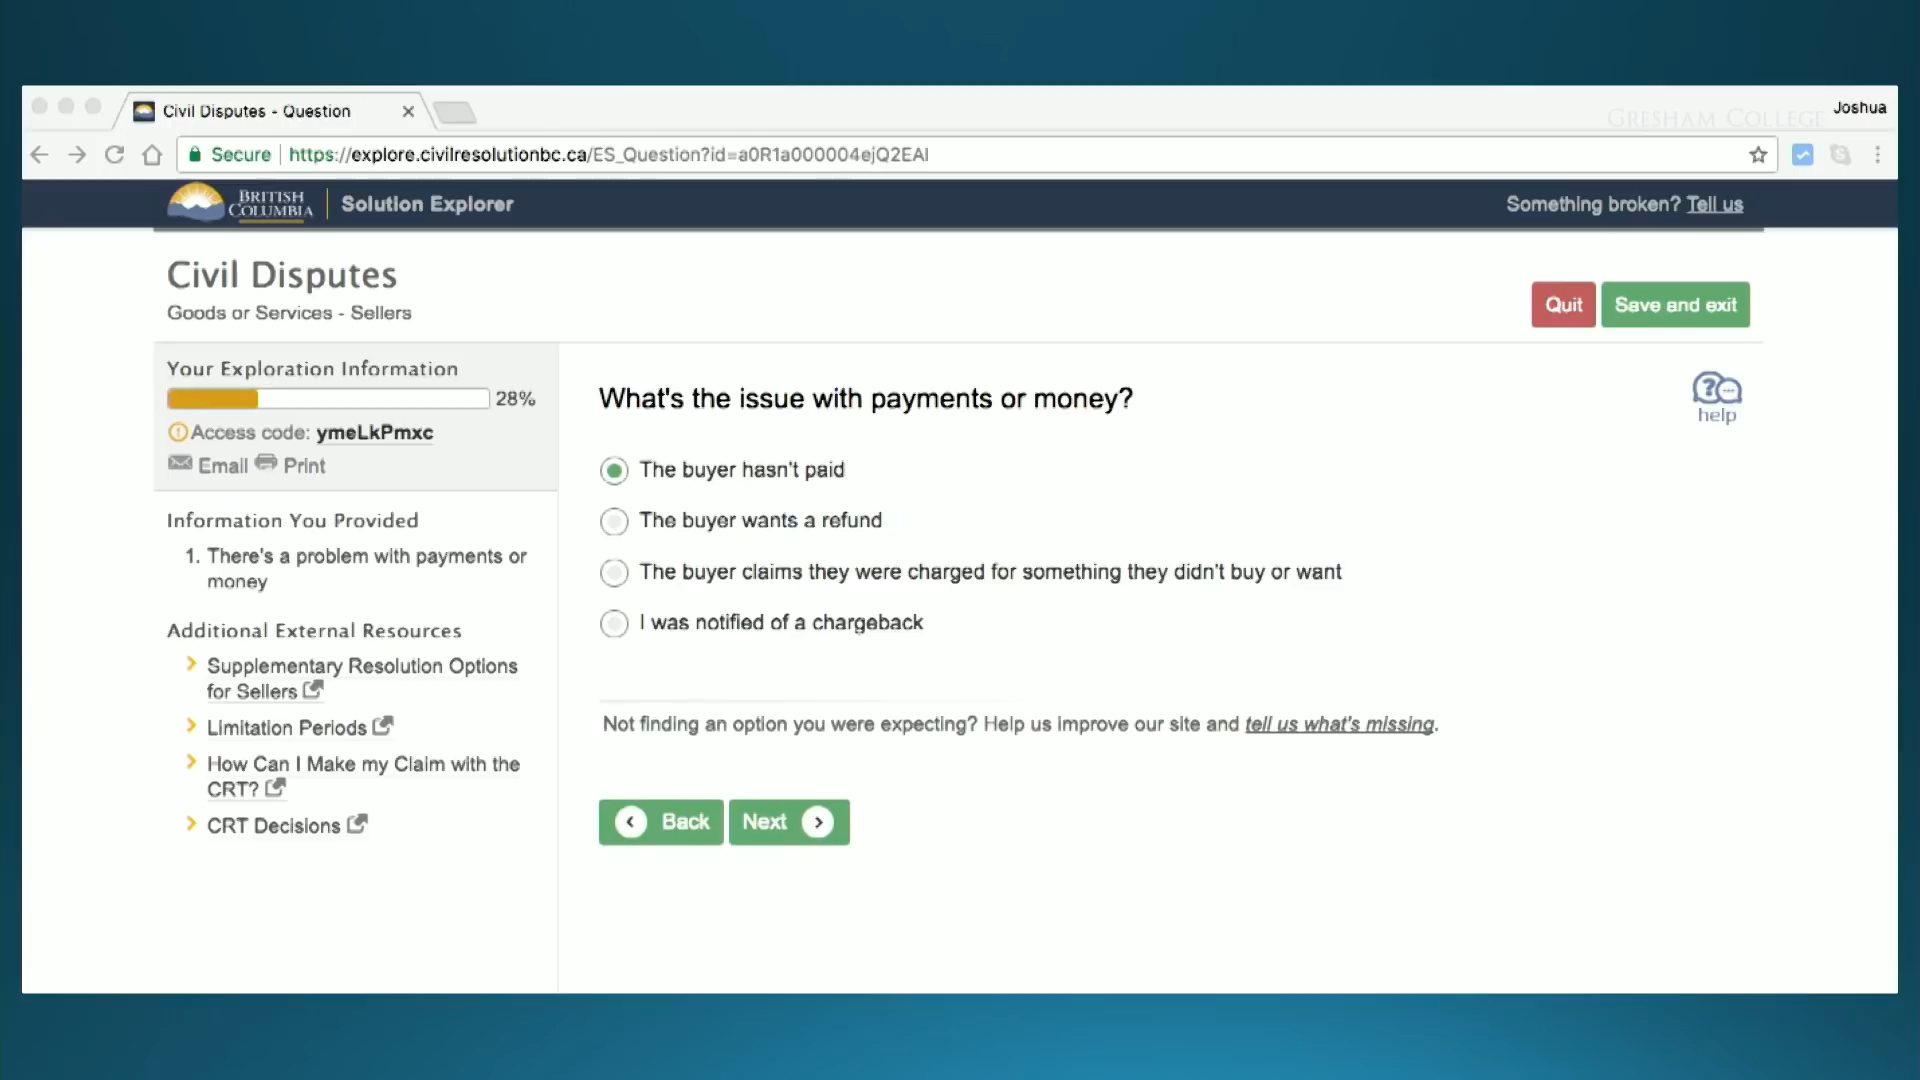 Civil Disputes - Question
GRESHAM COLLEGE
Joshua
Secure https://explore.civilresolutionbc.ca/ES_Question?id=a0R1a000004ejQ2EAI
BRITISH
COLUMBIA
Solution Explorer
Something broken? Tell us
Civil Disputes
Goods or Services - Sellers
Quit
Save and exit
Your Exploration Information
28%
Access code: ymeLkPmxc
Email Print
Information You Provided
1. There's a problem with payments or
money
Additional External Resources
Supplementary Resolution Options
for Sellers
Limitation Periods
How Can I Make my Claim with the
CRT?
CRT Decisions
What's the issue with payments or money?
help
The buyer hasn't paid
The buyer wants a refund
The buyer claims they were charged for something they didn't buy or want
I was notified of a chargeback
Not finding an option you were expecting? Help us improve our site and tell us what's missing.
Back
Next